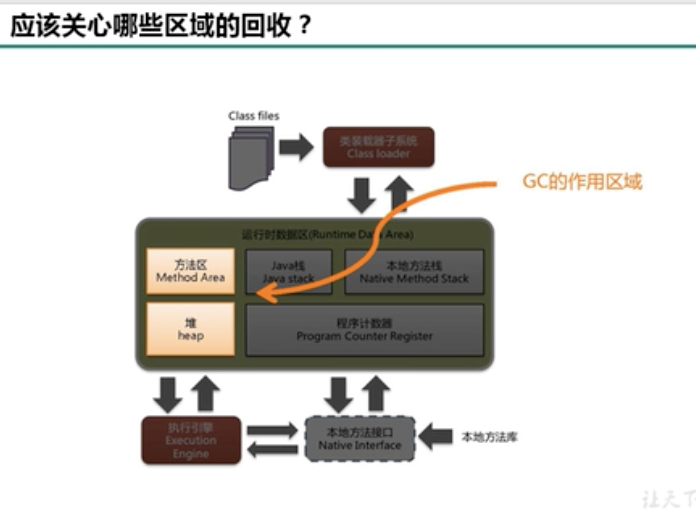 应该关心哪些区域的回收？
Class files
类装载器子系统
Class loader
GC的作用区域
运行时数据区(Runtime Data Area)
方法区
Method Area
Java栈
Java stack
本地方法栈
Native Method Stack
堆
heap
程序计数器
Program Counter Register
执行引擎
Execution
Engine
本地方法接口
Native Interface
本地方法库
让天下